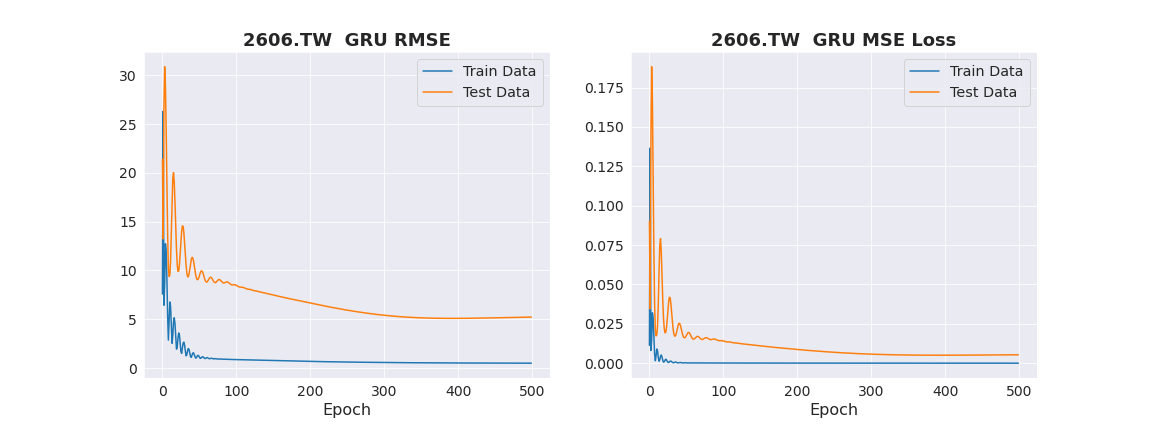 2606.TW  GRU RMSE
30
25
20
15
10
5
0
0 100 200 300 400 500
Epoch
Train Data
Test Data
2606.TW  GRU MSE Loss
0.175
0.150
0.125
0.100
0.075
0.050
0.025
0.000
0 100 200 300 400 500
Epoch
Train Data
Test Data